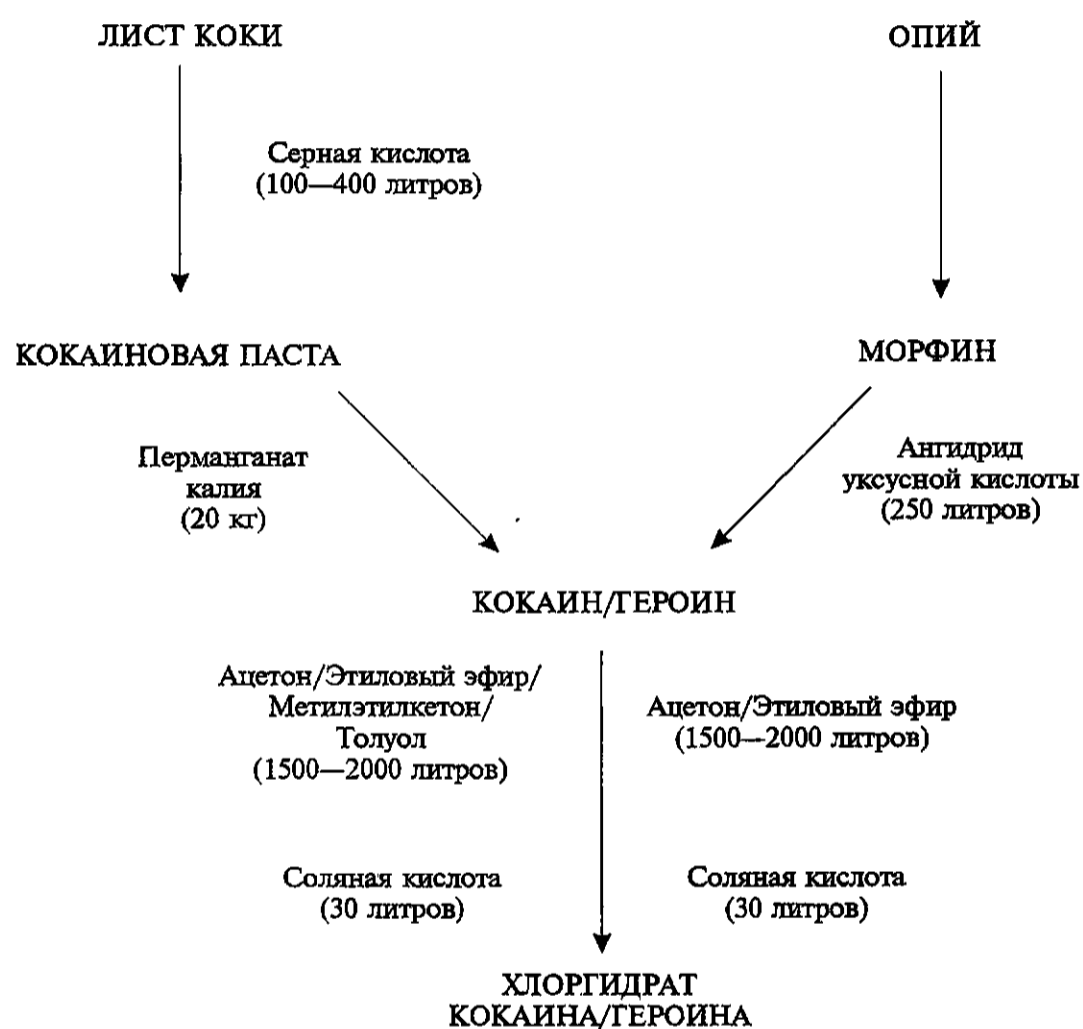 ЛИСТ КОКИ
ОПИЙ
Серная кислота
(100—400 литров)
КОКАИНОВАЯ ПАСТА
МОРФИН
Перманганат
калия
(20 кг)
Ангидрид
уксусной кислоты
(250 литров)
КОКАИН/ГЕРОИН
Ацетон/Этиловый эфир/
Метилэтилкетон/
Толуол
(1500—2000 литров)
Ацетон/Этиловый эфир
(1500—2000 литров)
Соляная кислота
(30 литров)
Соляная кислота
(30 литров)
ХЛОРГИДРАТ
КОКАИНА/ГЕРОИНА